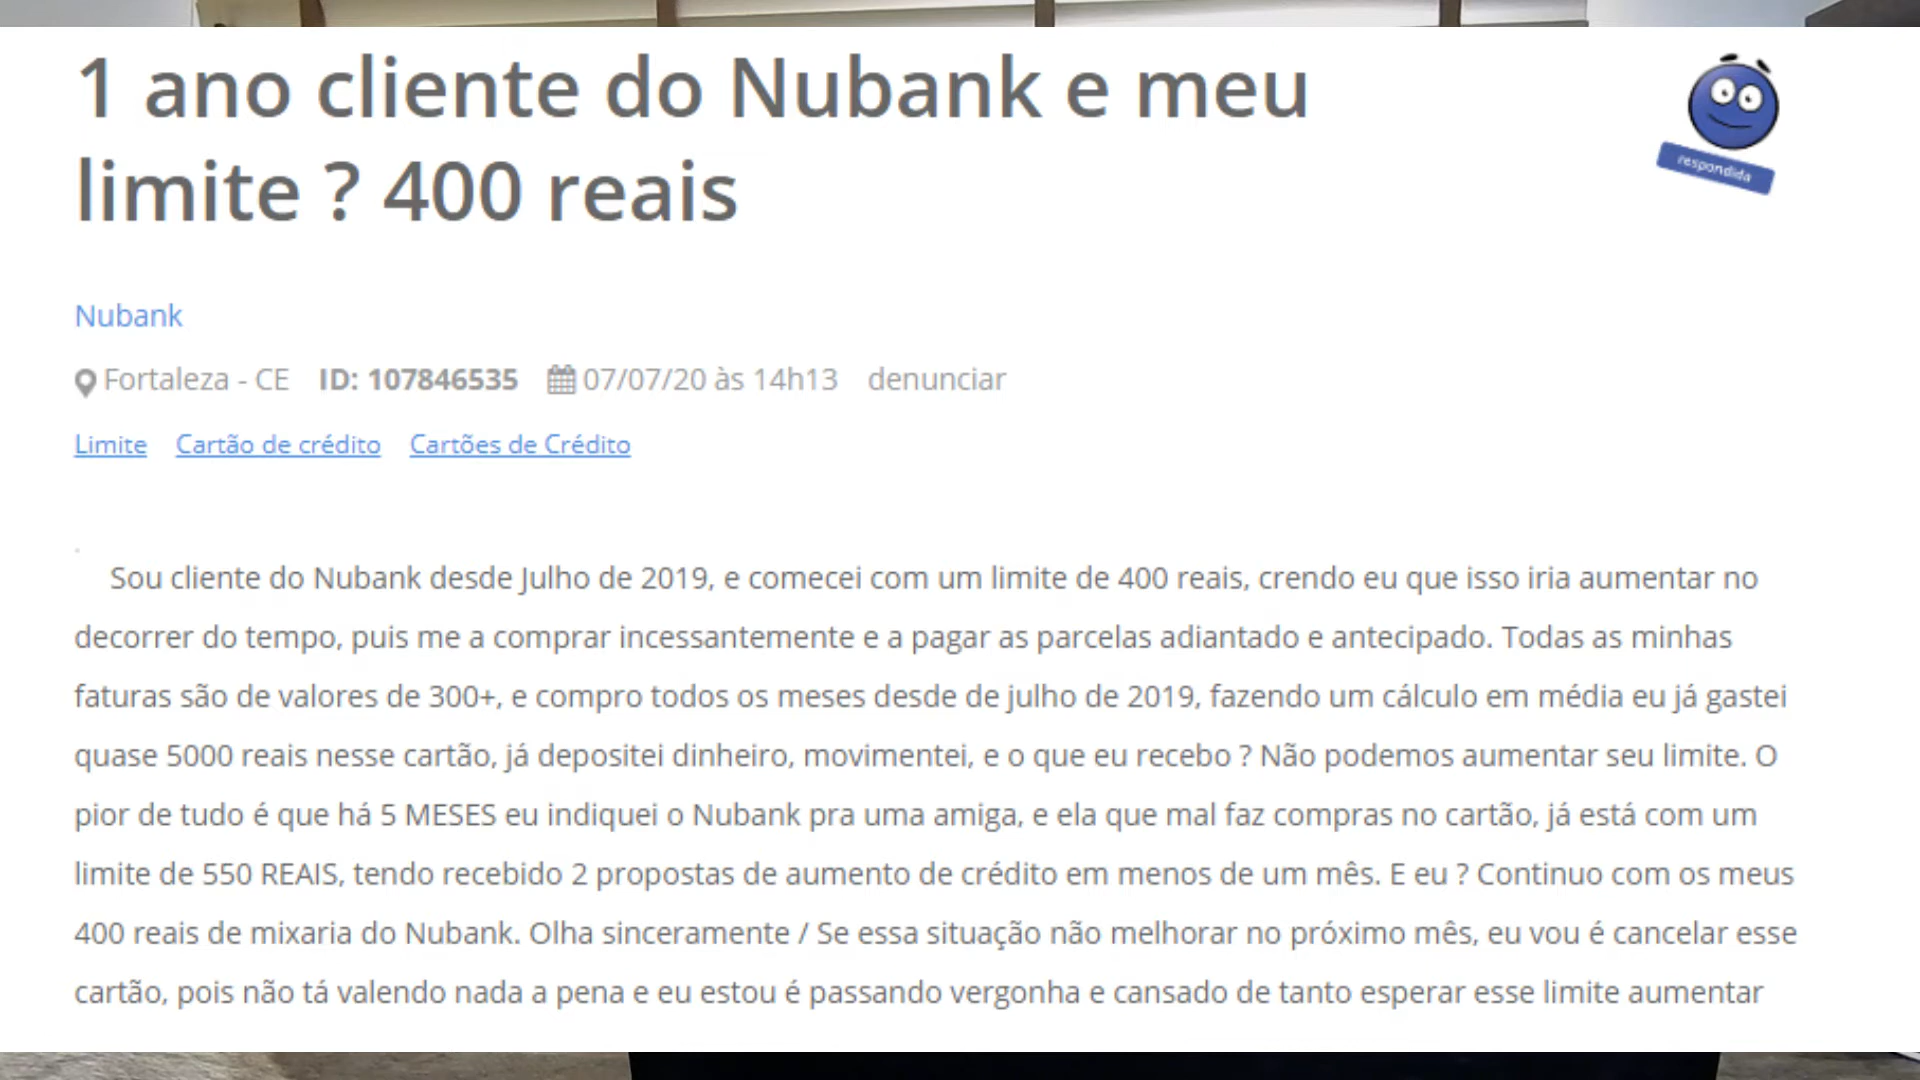 1 ano cliente do Nubank e meu
limite ? 400 reais
respondida
Nubank
Fortaleza - CE ID: 107846535 07/07/20 às 14h13 denunciar
Limite Cartão de crédito Cartões de Crédito
Sou cliente do Nubank desde Julho de 2019, e comecei com um limite de 400 reais, crendo eu que isso iria aumentar no
decorrer do tempo, puis me a comprar incessantemente e a pagar as parcelas adiantado e antecipado. Todas as minhas
faturas são de valores de 300+, e compro todos os meses desde de julho de 2019, fazendo um cálculo em média eu já gastei
quase 5000 reais nesse cartão, já depositei dinheiro, movimentei, e o que eu recebo ? Não podemos aumentar seu limite. O
pior de tudo é que há 5 MESES eu indiquei o Nubank pra uma amiga, e ela que mal faz compras no cartão, já está com um
limite de 550 REAIS, tendo recebido 2 propostas de aumento de crédito em menos de um mês. E eu ? Continuo com os meus
400 reais de mixaria do Nubank. Olha sinceramente / Se essa situação não melhorar no próximo mês, eu vou é cancelar esse
cartão, pois não tá valendo nada a pena e eu estou é passando vergonha e cansado de tanto esperar esse limite aumentar